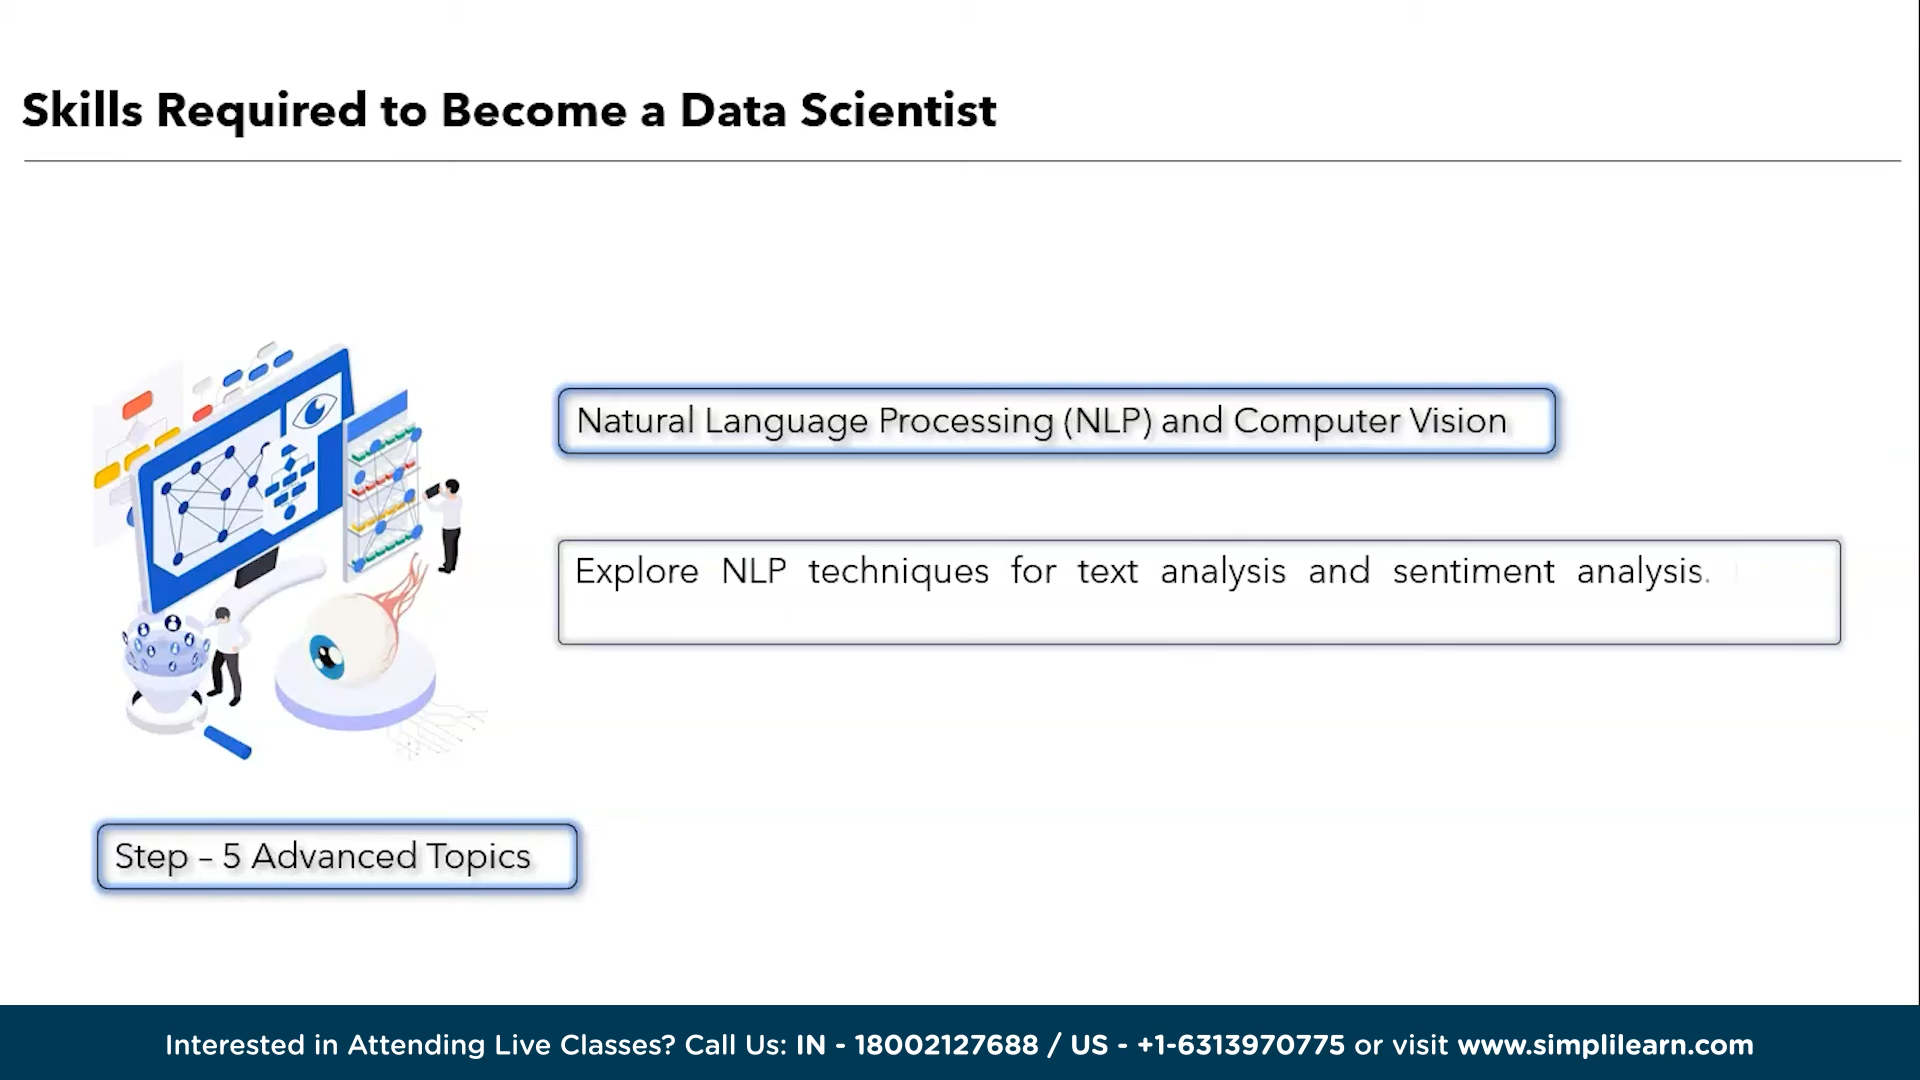 Skills Required to Become a Data Scientist
Natural Language Processing (NLP) and Computer Vision
Explore NLP techniques for text analysis and sentiment analysis.
Step – 5 Advanced Topics
Interested in Attending Live Classes? Call Us: IN - 18002127688 / US - +1-6313970775 or visit www.simplilearn.com